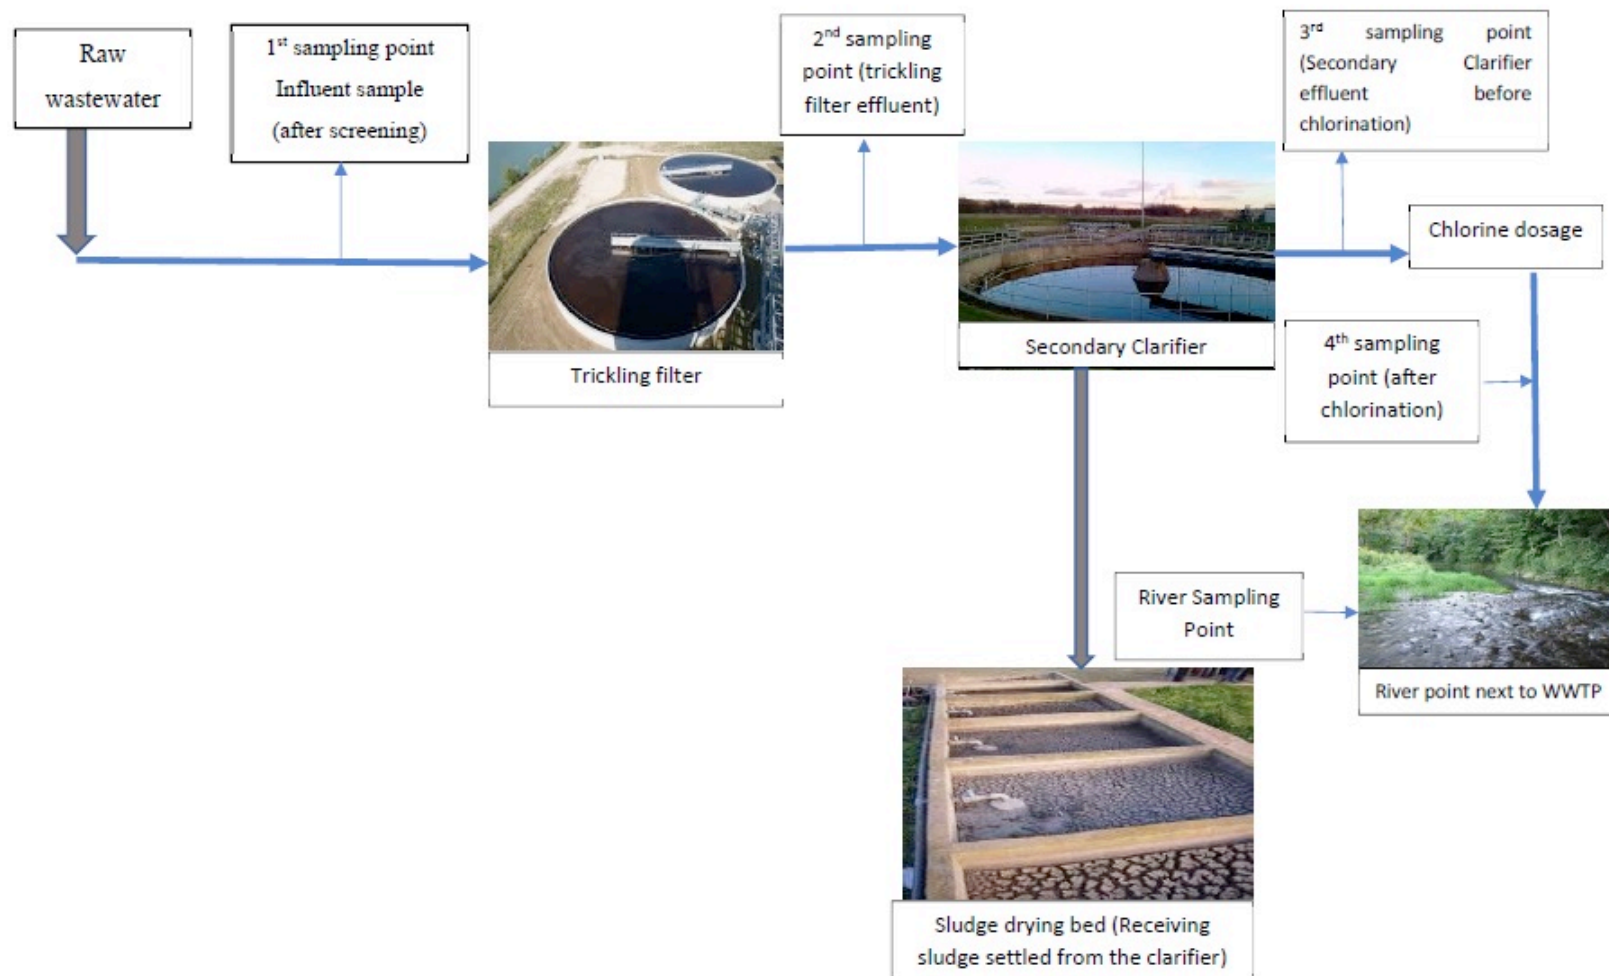 Raw
wastewater
1st sampling point
Influent sample
(after screening)
2nd sampling
point (trickling
filter effluent)
3rd sampling point
(Secondary Clarifier
effluent before
chlorination)
Trickling filter
Secondary Clarifier
Chlorine dosage
4th sampling
point (after
chlorination)
River Sampling
Point
River point next to WWTP
Sludge drying bed (Receiving
sludge settled from the clarifier)